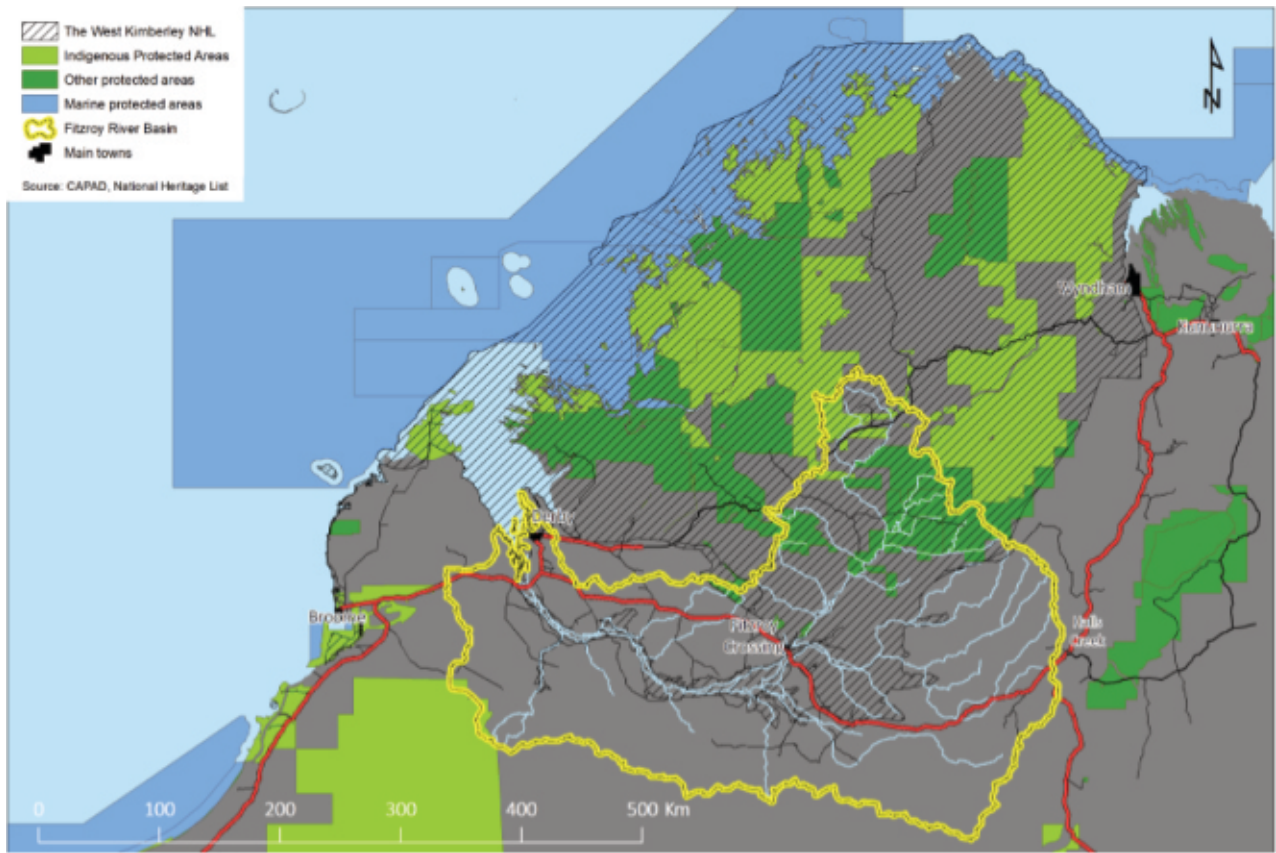 The West Kimberley NHL
Indigenous Protected Areas
Other protected areas
Marine protected areas
Fitzroy River Basin
Main towns
Source: CAPAD, National Heritage List
N
Wyndham
Kununurra
Derby
Broome
Fitzroy
Crossing
Halls
Creek
0 100 200 300 400 500 Km